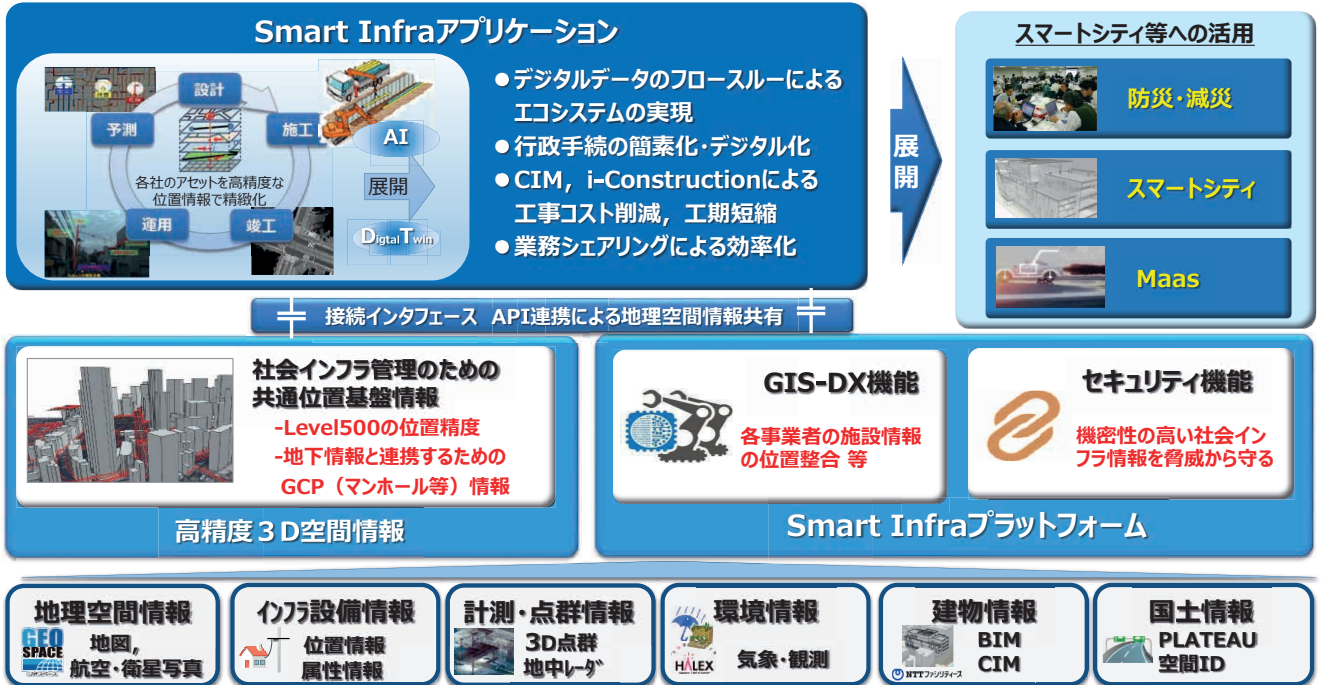 Smart Infraアプリケーション
設計
予測
施工
各社のアセットを高精度な
位置情報で精緻化
運用
竣工
AI
展開
DigtalTwin
●デジタルデータのフロースルーによる
エコシステムの実現
●行政手続の簡素化・デジタル化
●CIM，i-Constructionによる
工事コスト削減，工期短縮
●業務シェアリングによる効率化
展
開
スマートシティ等への活用
防災・減災
スマートシティ
Maas
接続インタフェース API連携による地理空間情報共有
社会インフラ管理のための
共通位置基盤情報
-Level500の位置精度
-地下情報と連携するための
GCP（マンホール等）情報
高精度３D空間情報
GIS-DX機能
各事業者の施設情報
の位置整合 等
セキュリティ機能
機密性の高い社会イン
フラ情報を脅威から守る
Smart Infraプラットフォーム
地理空間情報
GEO
SPACE
地図，
航空・衛星写真
インフラ設備情報
位置情報
属性情報
計測・点群情報
3D点群
地中ﾚｰﾀﾞ
環境情報
HALEX
気象・観測
建物情報
BIM
CIM
NTTファシリティーズ
国土情報
PLATEAU
空間ID